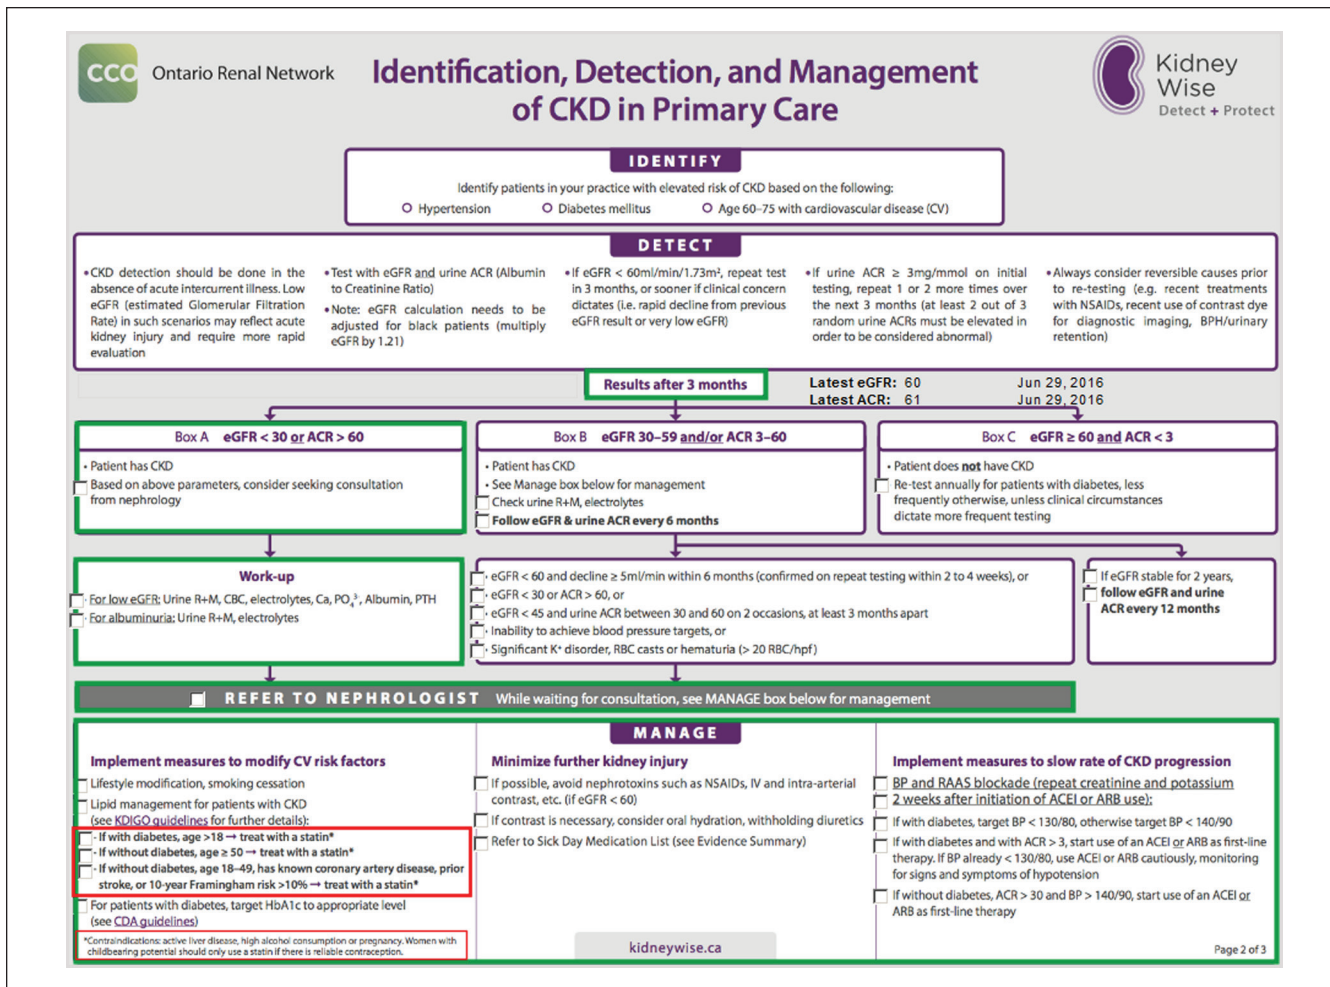 CCO Ontario Renal Network
Identification, Detection, and Management
of CKD in Primary Care
Kidney
Wise
Detect + Protect
IDENTIFY
Identify patients in your practice with elevated risk of CKD based on the following:
Hypertension
Diabetes mellitus
Age 60–75 with cardiovascular disease (CV)
DETECT
•CKD detection should be done in the
absence of acute intercurrent illness. Low
eGFR (estimated Glomerular Filtration
Rate) in such scenarios may reflect acute
kidney injury and require more rapid
evaluation
•Test with eGFR and urine ACR (Albumin
to Creatinine Ratio)
•Note: eGFR calculation needs to be
adjusted for black patients (multiply
eGFR by 1.21)
•If eGFR < 60ml/min/1.73m², repeat test
in 3 months, or sooner if clinical concern
dictates (i.e. rapid decline from previous
eGFR result or very low eGFR)
•If urine ACR ≥ 3mg/mmol on initial
testing, repeat 1 or 2 more times over
the next 3 months (at least 2 out of 3
random urine ACRs must be elevated in
order to be considered abnormal)
•Always consider reversible causes prior
to re-testing (e.g. recent treatments
with NSAIDs, recent use of contrast dye
for diagnostic imaging, BPH/urinary
retention)
Results after 3 months
Latest eGFR: 60 Jun 29, 2016
Latest ACR: 61 Jun 29, 2016
Box A eGFR < 30 or ACR > 60
• Patient has CKD
Based on above parameters, consider seeking consultation
from nephrology
Box B eGFR 30–59 and/or ACR 3–60
• Patient has CKD
• See Manage box below for management
Check urine R+M, electrolytes
Follow eGFR & urine ACR every 6 months
Box C eGFR ≥ 60 and ACR < 3
• Patient does not have CKD
Re-test annually for patients with diabetes, less
frequently otherwise, unless clinical circumstances
dictate more frequent testing
Work-up
For low eGFR: Urine R+M, CBC, electrolytes, Ca, PO₄³⁻, Albumin, PTH
For albuminuria: Urine R+M, electrolytes
eGFR < 60 and decline ≥ 5ml/min within 6 months (confirmed on repeat testing within 2 to 4 weeks), or
eGFR < 30 or ACR > 60, or
eGFR < 45 and urine ACR between 30 and 60 on 2 occasions, at least 3 months apart
Inability to achieve blood pressure targets, or
Significant K⁺ disorder, RBC casts or hematuria (> 20 RBC/hpf)
If eGFR stable for 2 years,
follow eGFR and urine
ACR every 12 months
REFER TO NEPHROLOGIST While waiting for consultation, see MANAGE box below for management
MANAGE
Implement measures to modify CV risk factors
Lifestyle modification, smoking cessation
Lipid management for patients with CKD
(see KDIGO guidelines for further details):
- If with diabetes, age >18 → treat with a statin*
- If without diabetes, age ≥ 50 → treat with a statin*
- If without diabetes, age 18–49, has known coronary artery disease, prior
stroke, or 10-year Framingham risk >10% → treat with a statin*
For patients with diabetes, target HbA1c to appropriate level
(see CDA guidelines)
*Contraindications: active liver disease, high alcohol consumption or pregnancy. Women with
childbearing potential should only use a statin if there is reliable contraception.
Minimize further kidney injury
If possible, avoid nephrotoxins such as NSAIDs, IV and intra-arterial
contrast, etc. (if eGFR < 60)
If contrast is necessary, consider oral hydration, withholding diuretics
Refer to Sick Day Medication List (see Evidence Summary)
kidneywise.ca
Implement measures to slow rate of CKD progression
BP and RAAS blockade (repeat creatinine and potassium
2 weeks after initiation of ACEI or ARB use):
If with diabetes, target BP < 130/80, otherwise target BP < 140/90
If with diabetes and with ACR > 3, start use of an ACEI or ARB as first-line
therapy. If BP already < 130/80, use ACEI or ARB cautiously, monitoring
for signs and symptoms of hypotension
If without diabetes, ACR > 30 and BP > 140/90, start use of an ACEI or
ARB as first-line therapy
Page 2 of 3